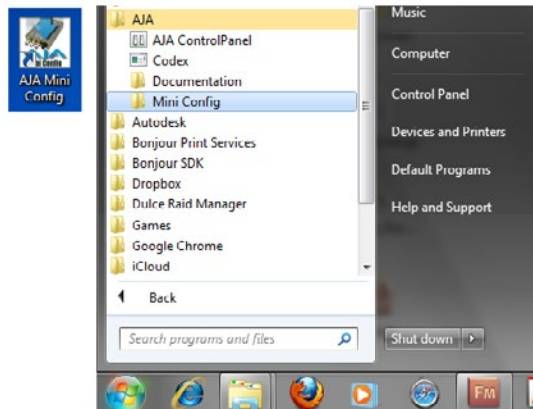 AJA Mini
Config
AJA
AJA ControlPanel
Codex
Documentation
Mini Config
Autodesk
Bonjour Print Services
Bonjour SDK
Dropbox
Dulce Raid Manager
Games
Google Chrome
iCloud
Back
Search programs and files
Music
Computer
Control Panel
Devices and Printers
Default Programs
Help and Support
Shut down
FM